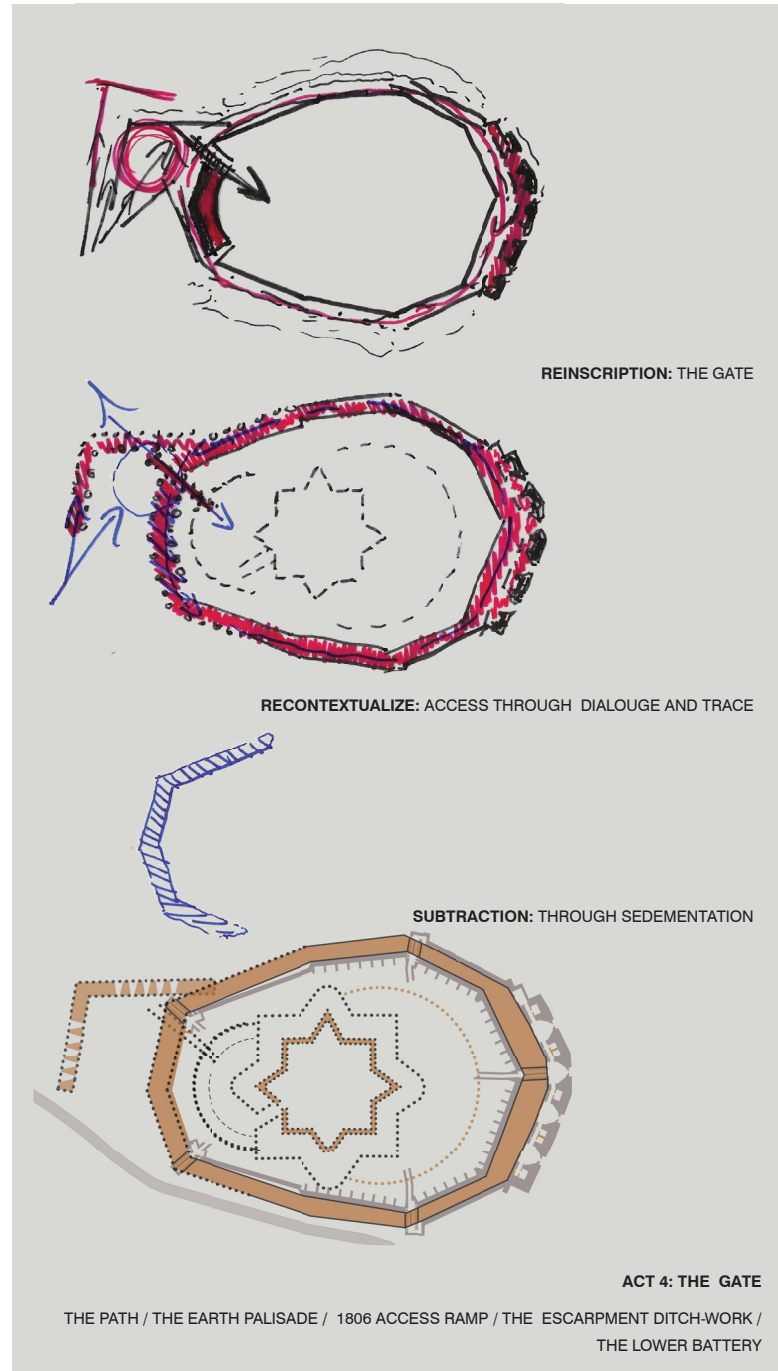 REINSCRIPTION: THE GATE
RECONTEXTUALIZE: ACCESS THROUGH DIALOUGE AND TRACE
SUBTRACTION: THROUGH SEDEMENTATION
ACT 4: THE GATE
THE PATH / THE EARTH PALISADE / 1806 ACCESS RAMP / THE ESCARPMENT DITCH-WORK /
THE LOWER BATTERY